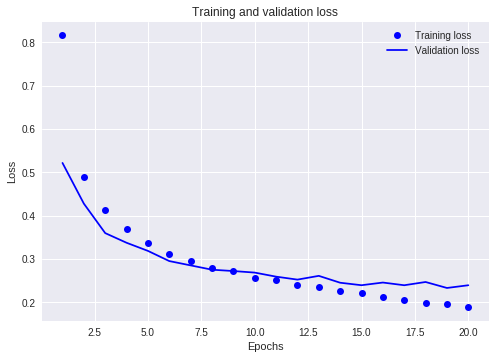 Training and validation loss
Training loss
Validation loss
0.8
0.7
0.6
0.5
0.4
0.3
0.2
Loss
2.5 5.0 7.5 10.0 12.5 15.0 17.5 20.0
Epochs